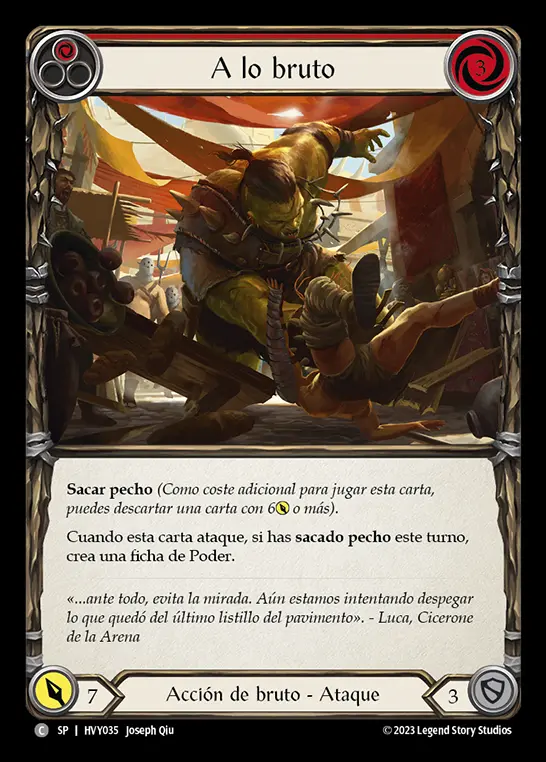 A lo bruto
3
Sacar pecho (Como coste adicional para jugar esta carta,
puedes descartar una carta con 6 o más).
Cuando esta carta ataque, si has sacado pecho este turno,
crea una ficha de Poder.
«...ante todo, evita la mirada. Aún estamos intentando despegar
lo que quedó del último listillo del pavimento». - Luca, Cicerone
de la Arena
7
Acción de bruto - Ataque
3
C SP | HVY035 Joseph Qiu
© 2023 Legend Story Studios